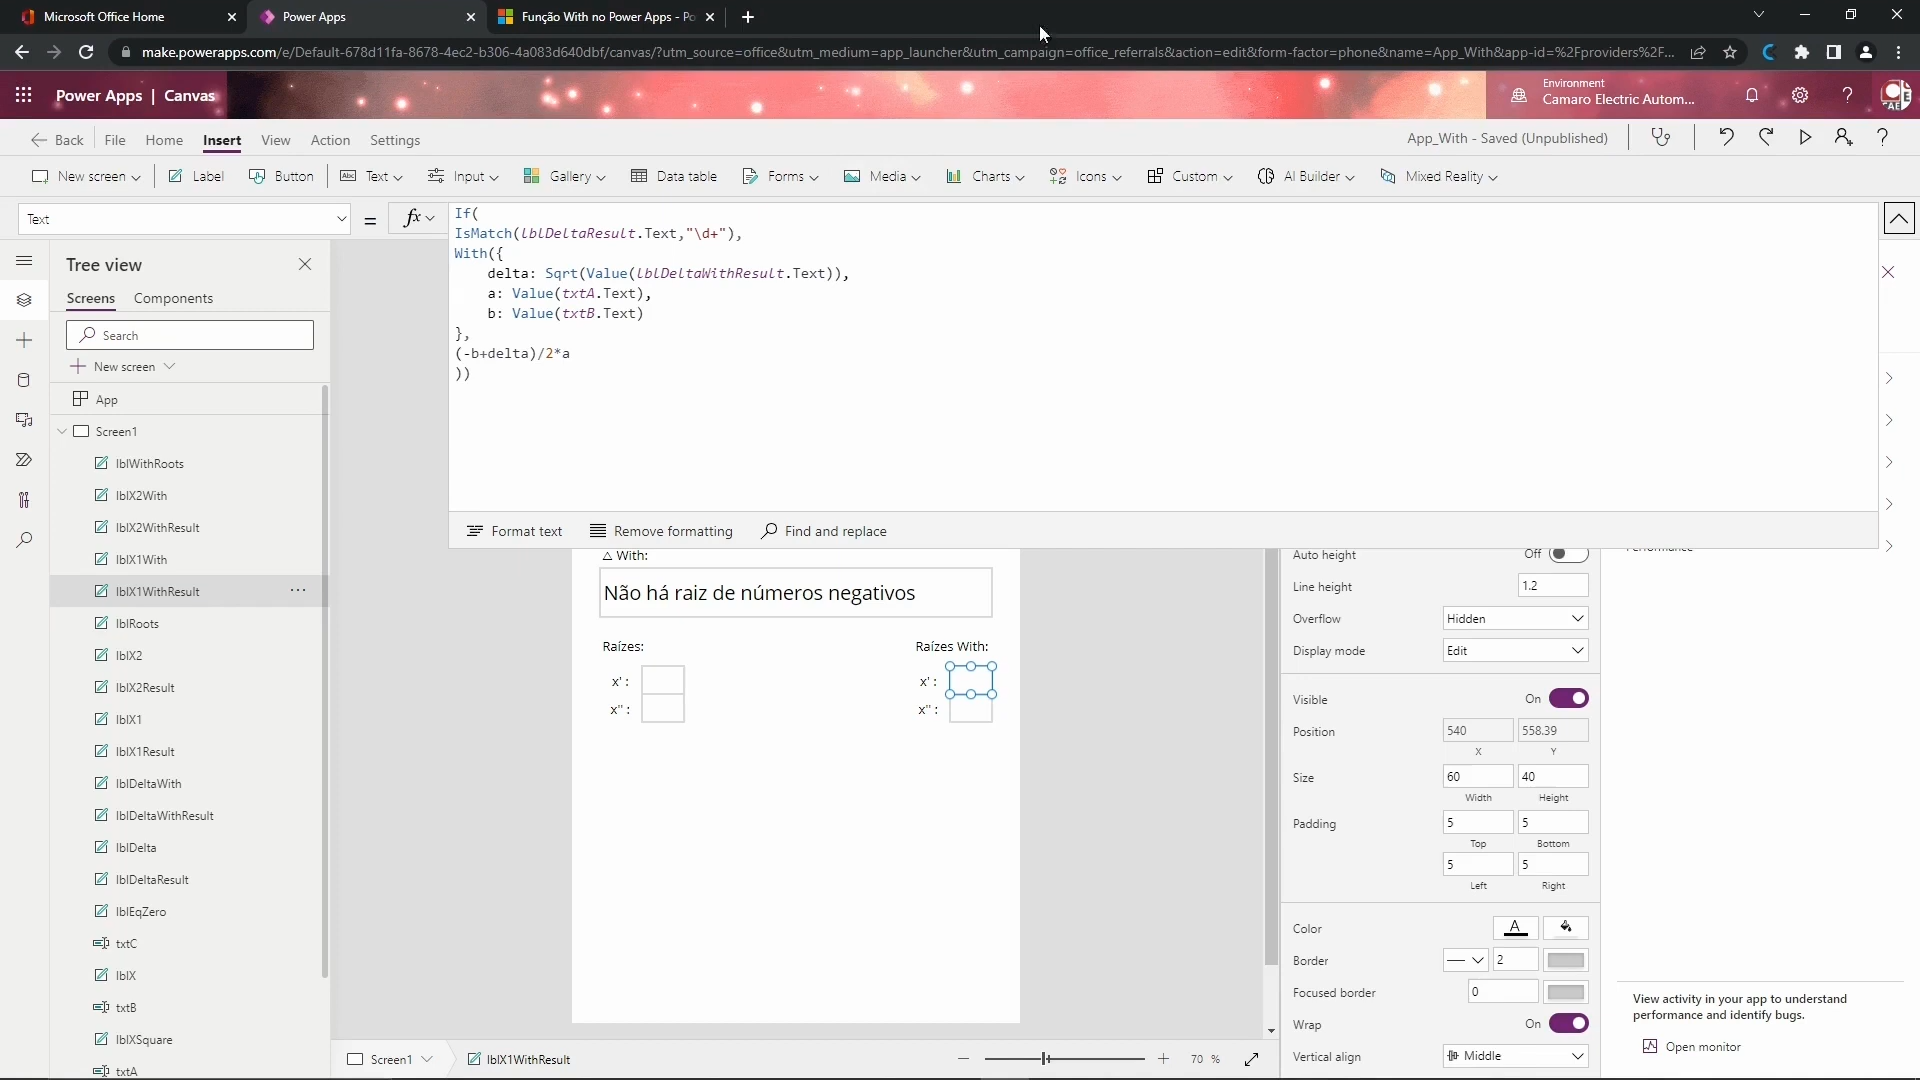 Microsoft Office Home
Power Apps
Função With no Power Apps - Po
make.powerapps.com/e/Default-678d11fa-8678-4ec2-b306-4a083d640dbf/canvas/?utm_source=office&utm_medium=app_launcher&utm_campaign=office_referrals&action=edit&form-factor=phone&name=App_With&app-id=%2Fproviders%2F...
Power Apps | Canvas
Environment
Camaro Electric Autom...
Back
File
Home
Insert
View
Action
Settings
App_With - Saved (Unpublished)
New screen
Label
Button
Text
Input
Gallery
Data table
Forms
Media
Charts
Icons
Custom
AI Builder
Mixed Reality
Text
=
fx
If(
IsMatch(lblDeltaResult.Text,"\d+"),
With({
delta: Sqrt(Value(lblDeltaWithResult.Text)),
a: Value(txtA.Text),
b: Value(txtB.Text)
},
(-b+delta)/2*a
))
Format text
Remove formatting
Find and replace
Tree view
Screens
Components
Search
New screen
App
Screen1
lblWithRoots
lblX2With
lblX2WithResult
lblX1With
lblX1WithResult
lblRoots
lblX2
lblX2Result
lblX1
lblX1Result
lblDeltaWith
lblDeltaWithResult
lblDelta
lblDeltaResult
lblEqZero
txtC
lblX
txtB
lblXSquare
txtA
△ With:
Não há raiz de números negativos
Raízes:
Raízes With:
x' :
x' :
x" :
x" :
Auto height
Off
Line height
1.2
Overflow
Hidden
Display mode
Edit
Visible
On
Position
540
558.39
X
Y
Size
60
40
Width
Height
Padding
5
5
Top
Bottom
5
5
Left
Right
Color
A
Border
2
Focused border
0
Wrap
On
Vertical align
Middle
Performance
View activity in your app to understand
performance and identify bugs.
Open monitor
Screen1
lblX1WithResult
70 %